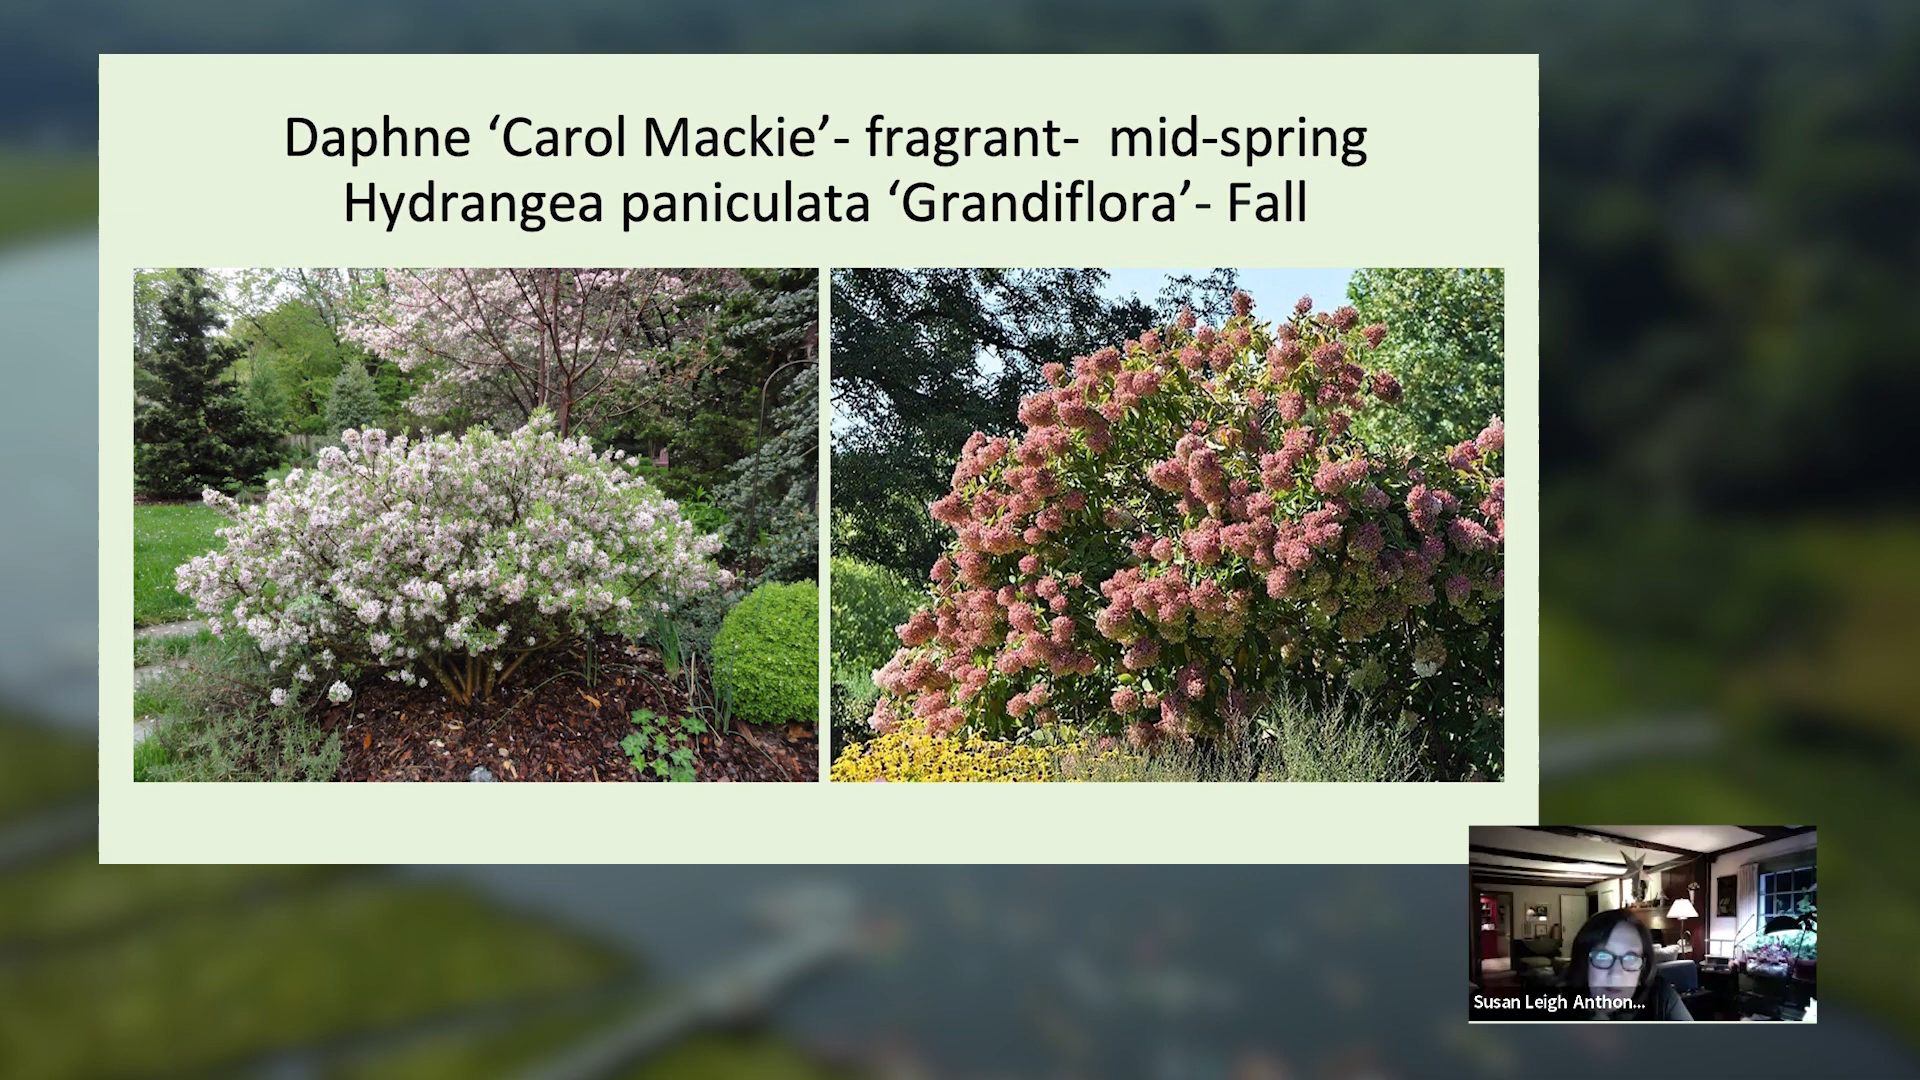 Daphne ‘Carol Mackie’- fragrant-  mid-spring
Hydrangea paniculata ‘Grandiflora’- Fall
Susan Leigh Anthon...